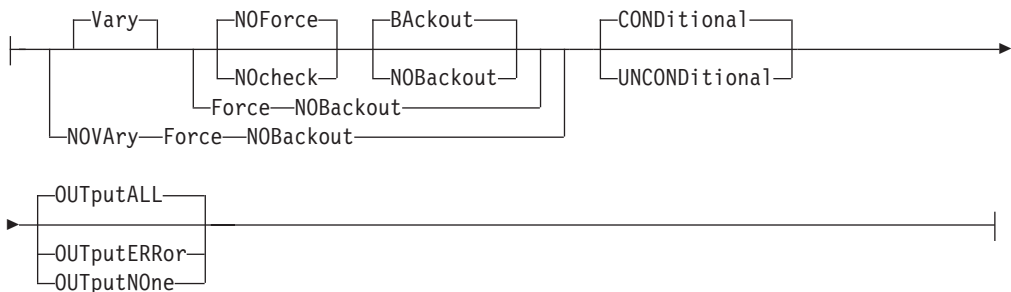 Vary NOForce BAckout CONDitional
NOcheck NOBackout UNCONDitional
Force NOBackout
NOVAry Force NOBackout
OUTputALL
OUTputERRor
OUTputNOne